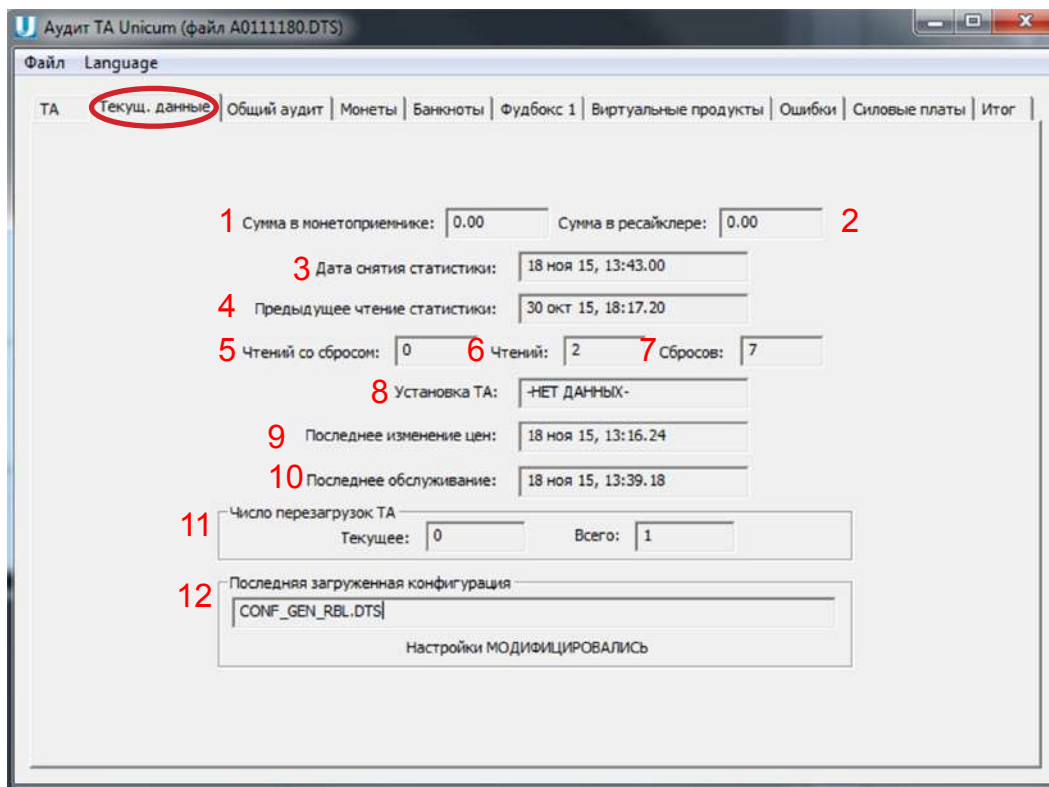 Аудит ТА Unicum (файл A0111180.DTS)
Файл Language
ТА Текущ. данные Общий аудит Монеты Банкноты Фудбокс 1 Виртуальные продукты Ошибки Силовые платы Итог
1 Сумма в монетоприемнике: 0.00 Сумма в ресайклере: 0.00 2
3 Дата снятия статистики: 18 ноя 15, 13:43.00
4 Предыдущее чтение статистики: 30 окт 15, 18:17.20
5 Чтений со сбросом: 0 6 Чтений: 2 7 Сбросов: 7
8 Установка ТА: -НЕТ ДАННЫХ-
9 Последнее изменение цен: 18 ноя 15, 13:16.24
10 Последнее обслуживание: 18 ноя 15, 13:39.18
11 Число перезагрузок ТА
Текущее: 0 Всего: 1
12 Последняя загруженная конфигурация
CONF_GEN_RBL.DTS
Настройки МОДИФИЦИРОВАЛИСЬ